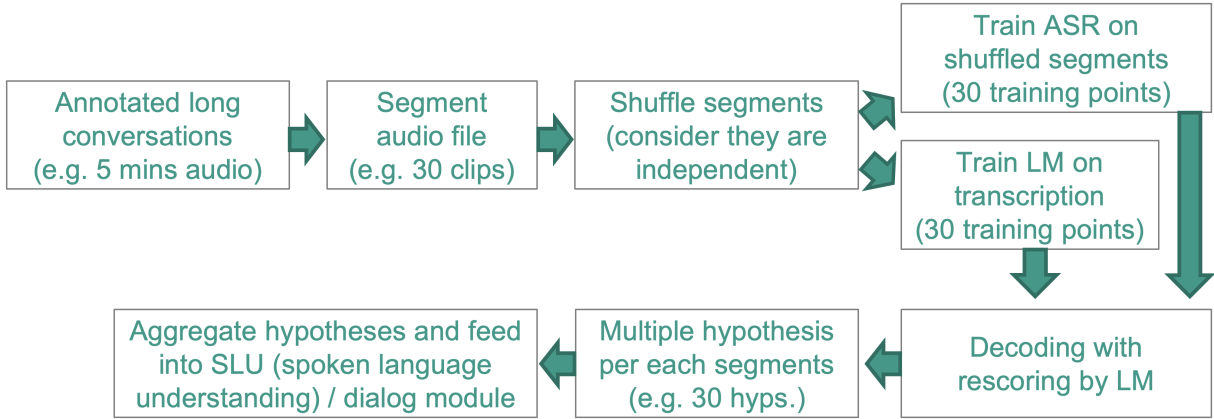 Annotated long
conversations
(e.g. 5 mins audio)
Segment
audio file
(e.g. 30 clips)
Shuffle segments
(consider they are
independent)
Train ASR on
shuffled segments
(30 training points)
Train LM on
transcription
(30 training points)
Decoding with
rescoring by LM
Multiple hypothesis
per each segments
(e.g. 30 hyps.)
Aggregate hypotheses and feed
into SLU (spoken language
understanding) / dialog module